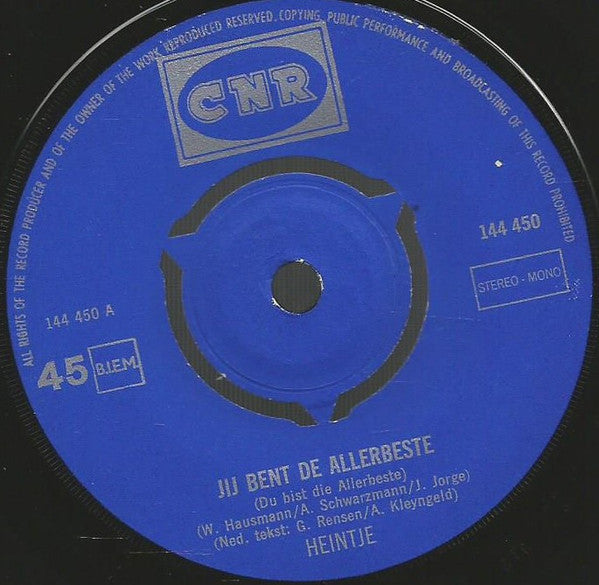 ALL RIGHTS OF THE RECORD PRODUCER AND OF THE OWNER OF THE WORK REPRODUCED RESERVED. COPYING, PUBLIC PERFORMANCE AND BROADCASTING OF THIS RECORD PROHIBITED
CNR
144 450
STEREO - MONO
144 450 A
45
B.I.E.M.
JIJ BENT DE ALLERBESTE
(Du bist die Allerbeste)
(W. Hausmann/A. Schwarzmann/J. Jorge)
(Ned. tekst: G. Rensen/A. Kleyngeld)
HEINTJE